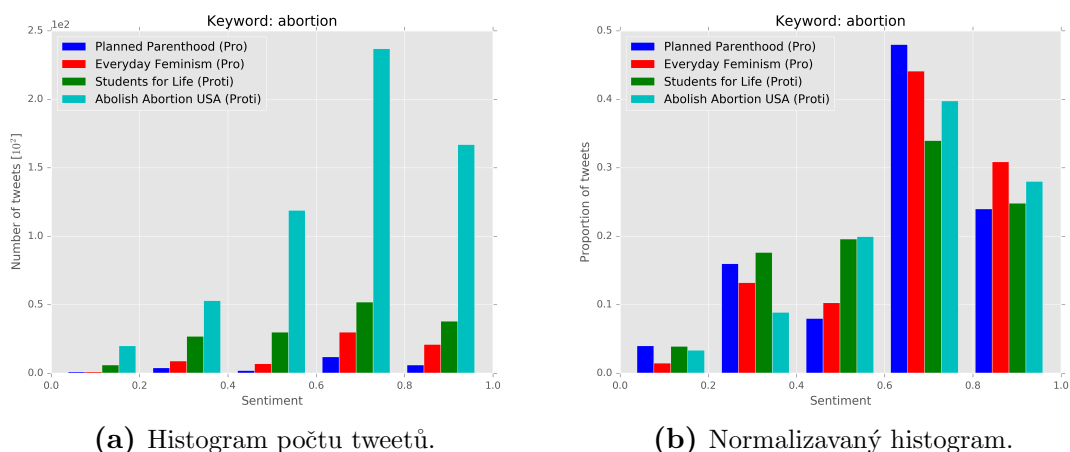 Keyword: abortion
1e2
2.5
2.0
1.5
1.0
0.5
0.0
Number of tweets [10²]
Planned Parenthood (Pro)
Everyday Feminism (Pro)
Students for Life (Proti)
Abolish Abortion USA (Proti)
0.0 0.2 0.4 0.6 0.8 1.0
Sentiment
(a) Histogram počtu tweetů.
Keyword: abortion
0.5
0.4
0.3
0.2
0.1
0.0
Proportion of tweets
Planned Parenthood (Pro)
Everyday Feminism (Pro)
Students for Life (Proti)
Abolish Abortion USA (Proti)
0.0 0.2 0.4 0.6 0.8 1.0
Sentiment
(b) Normalizavaný histogram.